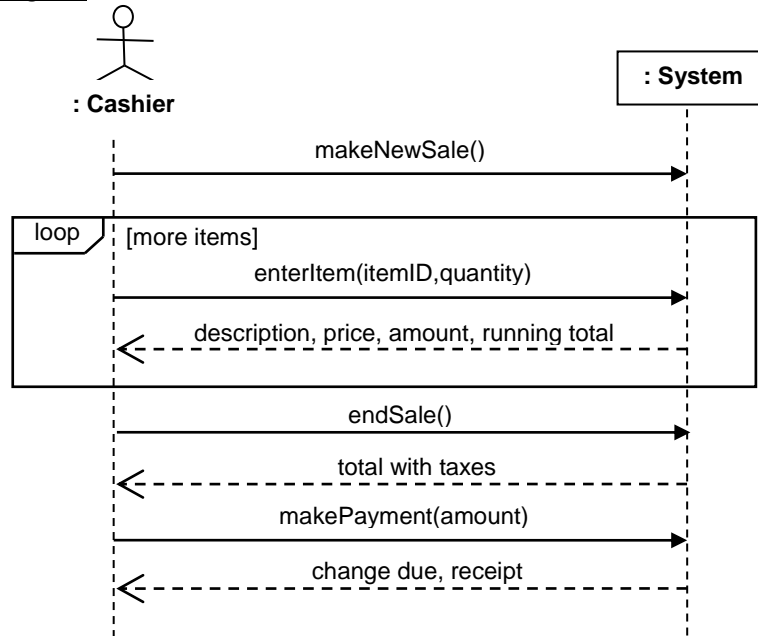 : System
: Cashier
makeNewSale()
loop
[more items]
enterItem(itemID,quantity)
description, price, amount, running total
endSale()
total with taxes
makePayment(amount)
change due, receipt